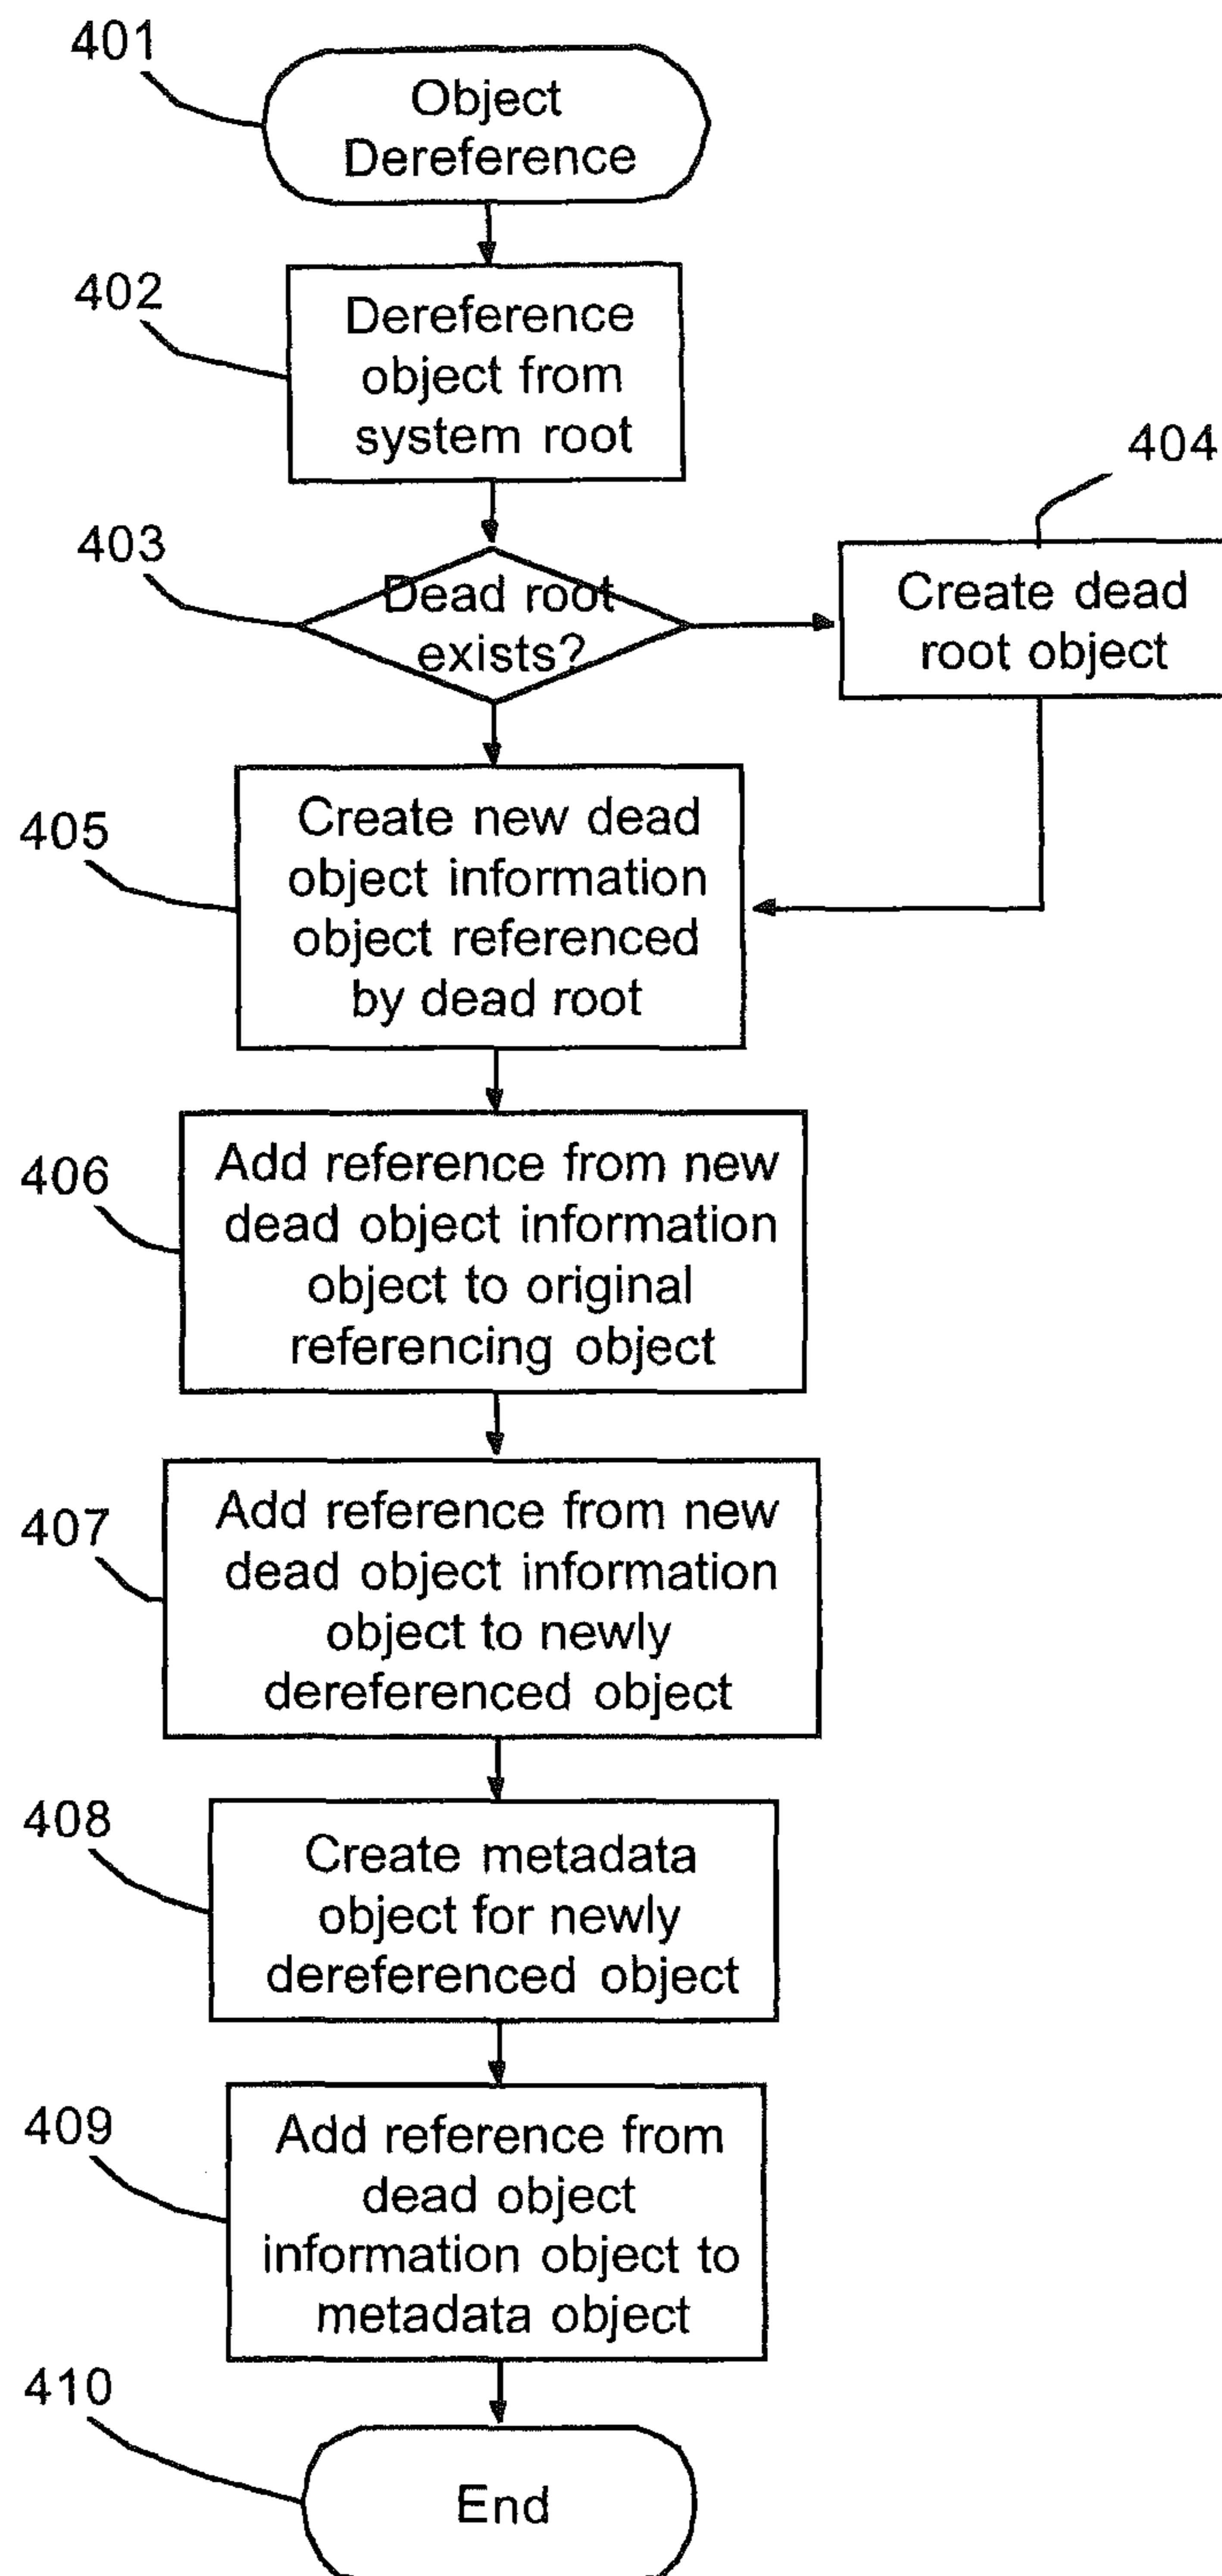 401
Object
Dereference
402
Dereference
object from
system root
403
Dead root
exists?
404
Create dead
root object
405
Create new dead
object information
object referenced
by dead root
406
Add reference from new
dead object information
object to original
referencing object
407
Add reference from new
dead object information
object to newly
dereferenced object
408
Create metadata
object for newly
dereferenced object
409
Add reference from
dead object
information object to
metadata object
410
End